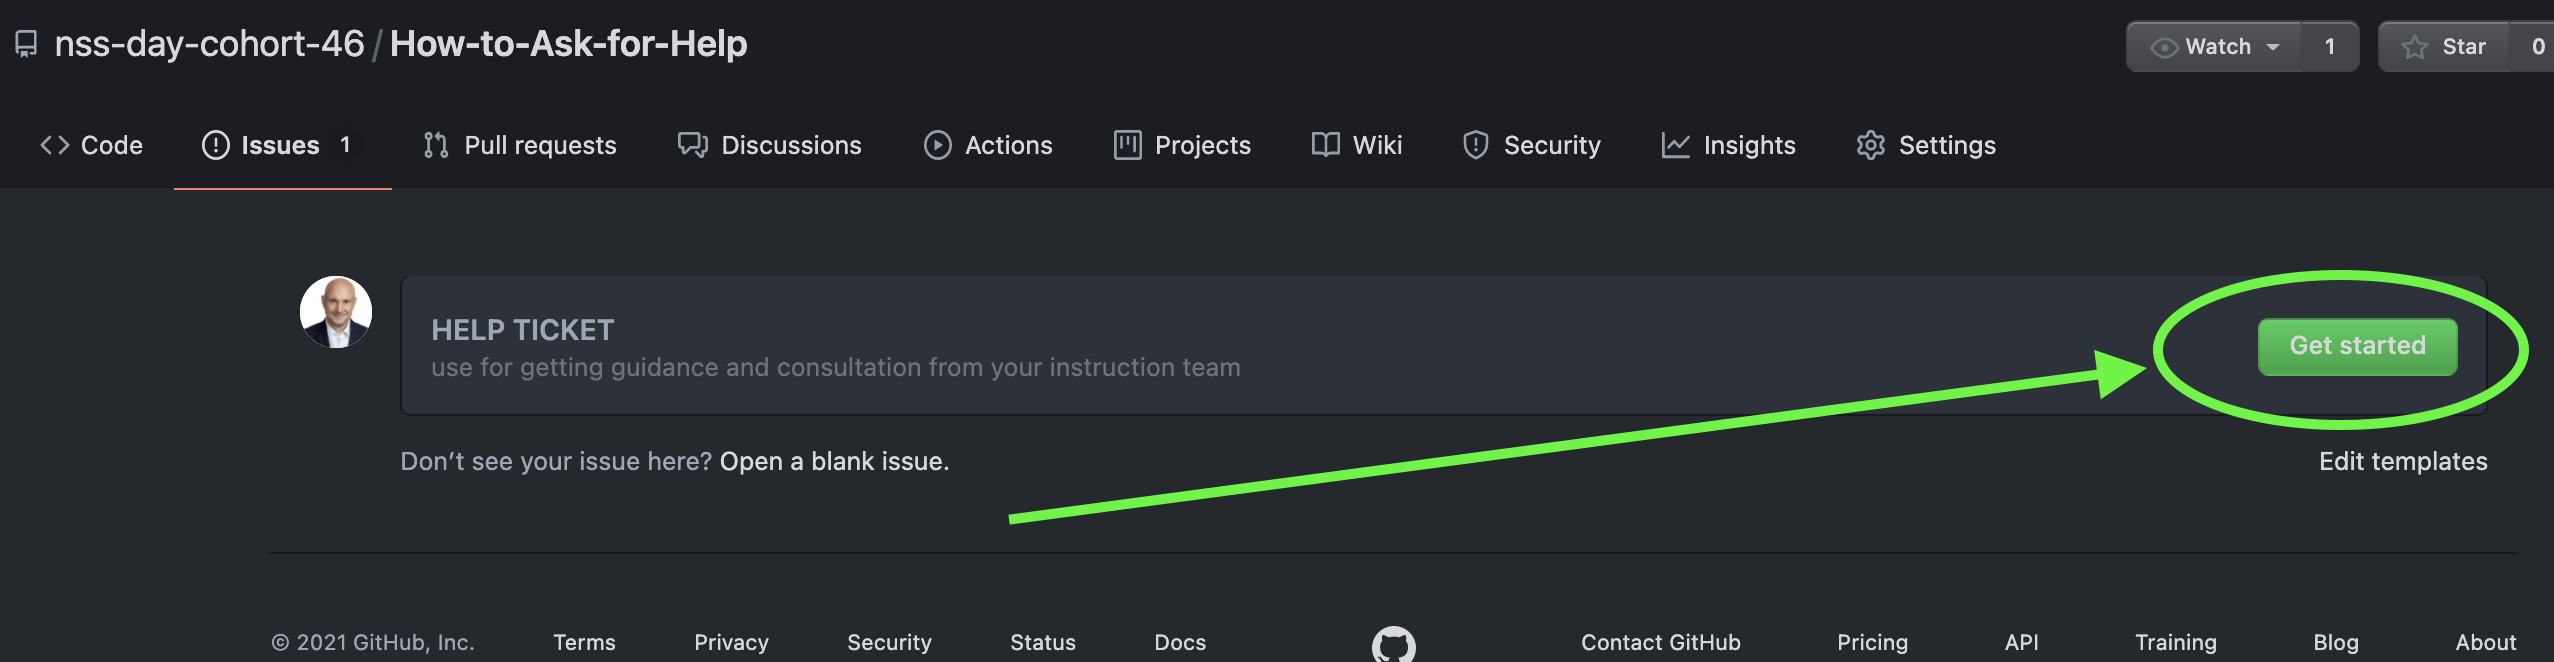 nss-day-cohort-46 / How-to-Ask-for-Help
Watch 1
Star 0
Code
Issues 1
Pull requests
Discussions
Actions
Projects
Wiki
Security
Insights
Settings
HELP TICKET
use for getting guidance and consultation from your instruction team
Get started
Don’t see your issue here? Open a blank issue.
Edit templates
© 2021 GitHub, Inc.
Terms
Privacy
Security
Status
Docs
Contact GitHub
Pricing
API
Training
Blog
About